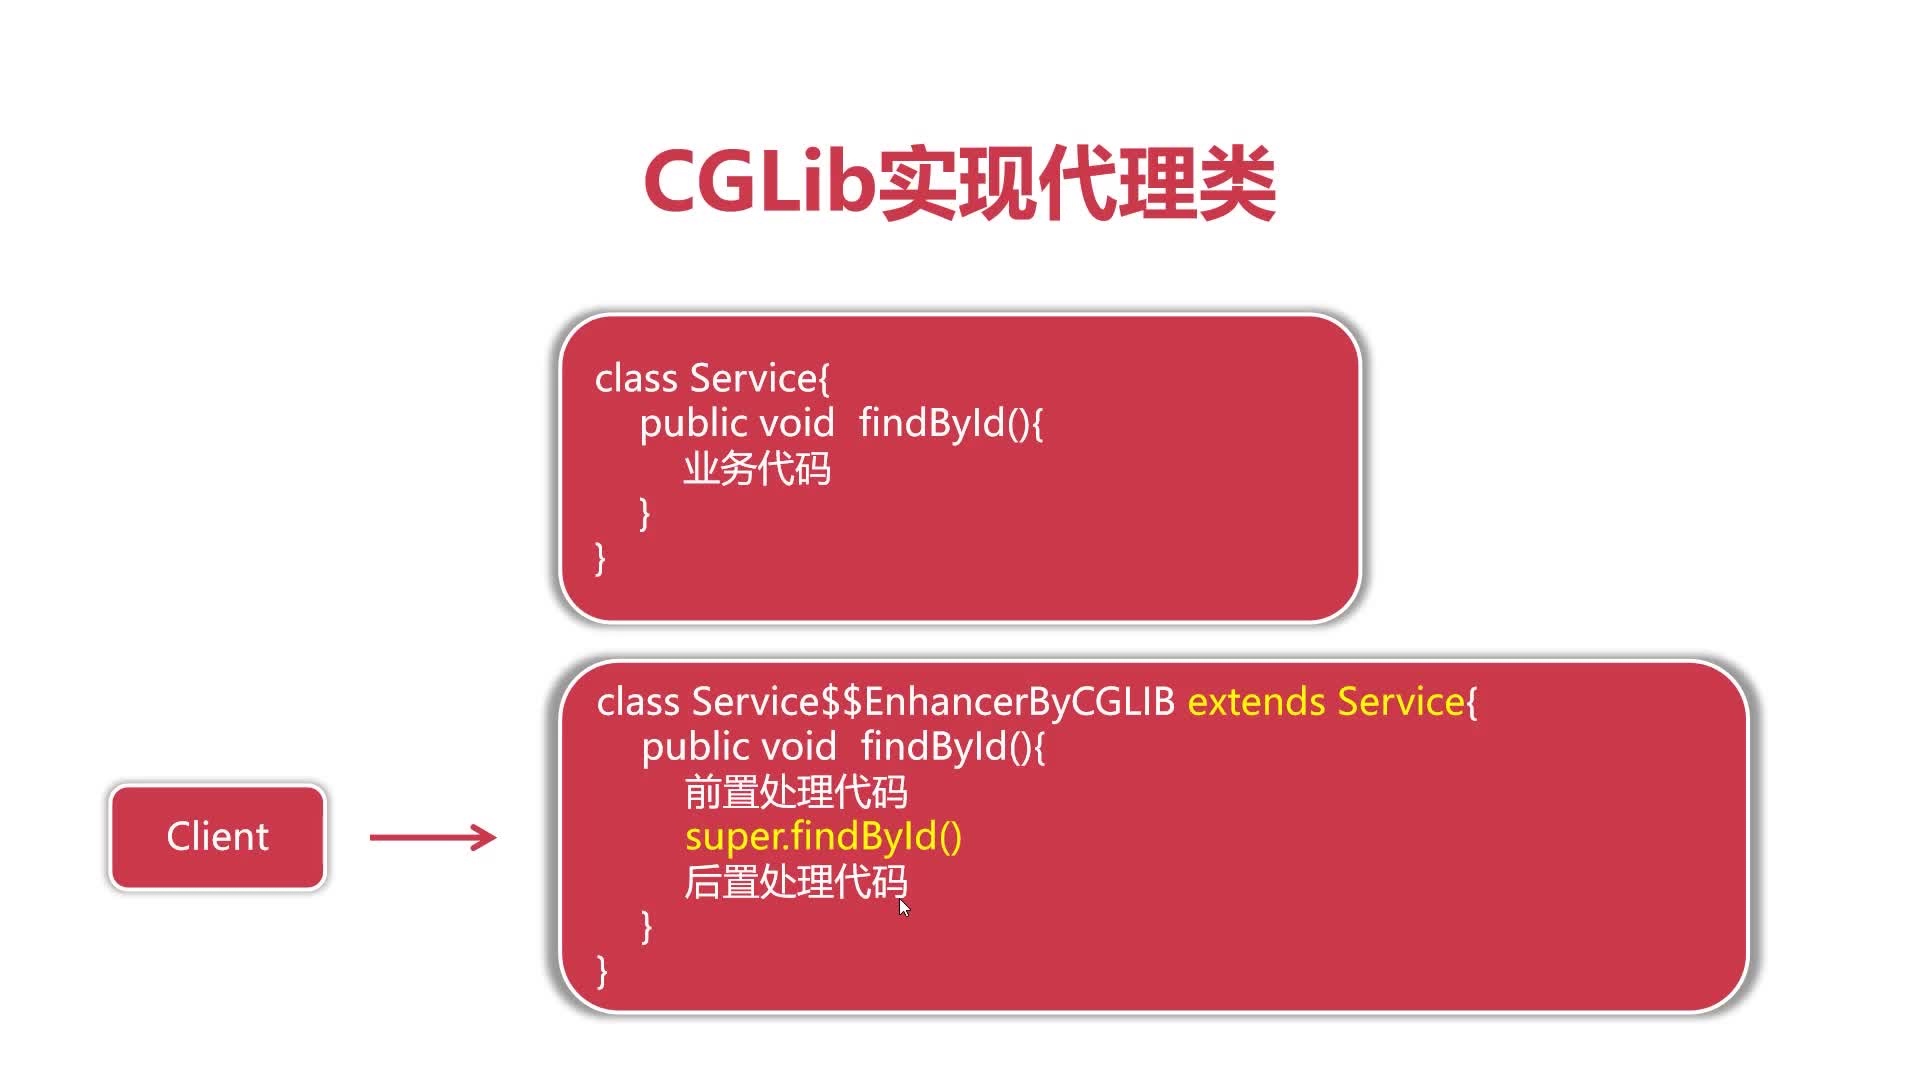 CGLib实现代理类
class Service{
public void  findById(){
业务代码
}
}
class Service$$EnhancerByCGLIB extends Service{
public void  findById(){
前置处理代码
super.findById()
后置处理代码
}
}
Client